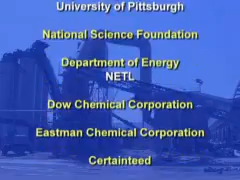 University of Pittsburgh
National Science Foundation
Department of Energy
NETL
Dow Chemical Corporation
Eastman Chemical Corporation
Certainteed